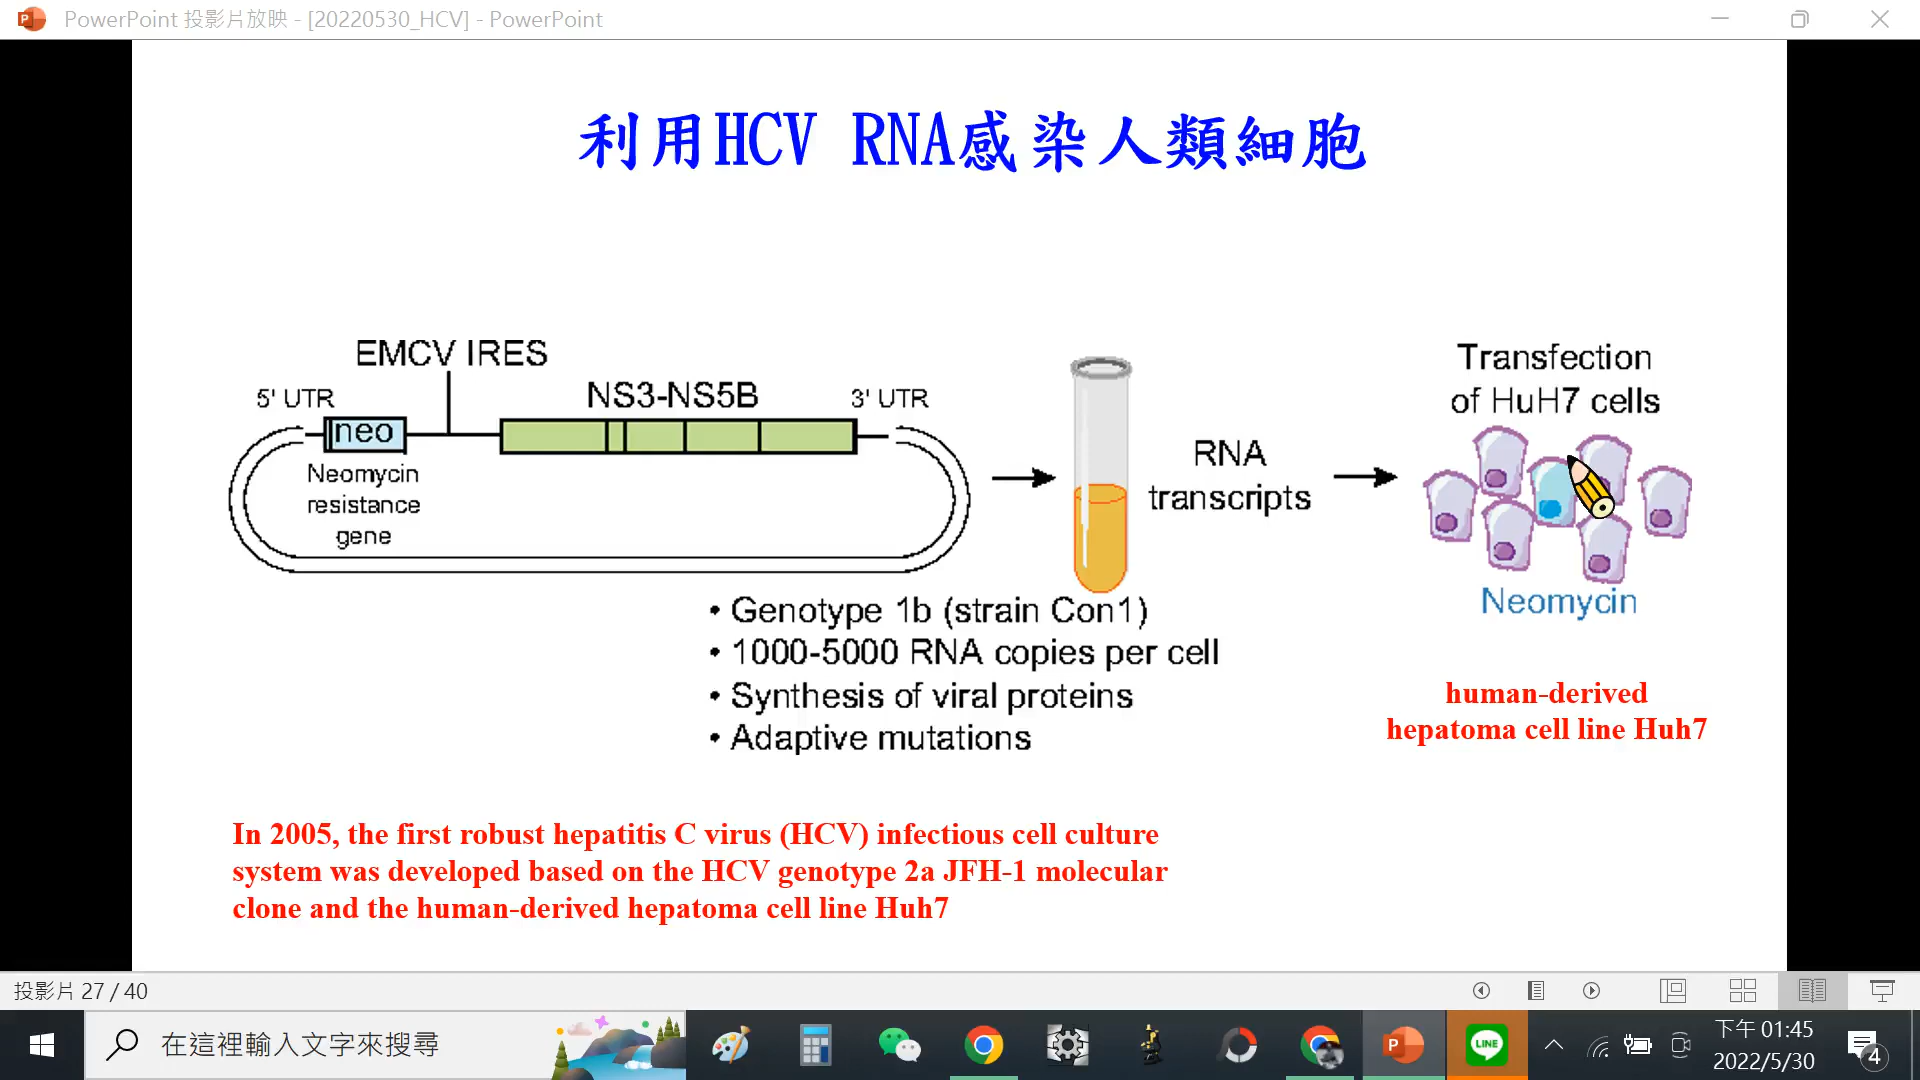 PowerPoint 投影片放映 - [20220530_HCV] - PowerPoint
利用HCV RNA感染人類細胞
EMCV IRES
5' UTR
NS3-NS5B
3' UTR
neo
Neomycin
resistance
gene
RNA
transcripts
Transfection
of HuH7 cells
Neomycin
• Genotype 1b (strain Con1)
• 1000-5000 RNA copies per cell
• Synthesis of viral proteins
• Adaptive mutations
human-derived
hepatoma cell line Huh7
In 2005, the first robust hepatitis C virus (HCV) infectious cell culture
system was developed based on the HCV genotype 2a JFH-1 molecular
clone and the human-derived hepatoma cell line Huh7
投影片 27 / 40
在這裡輸入文字來搜尋
P
LINE
下午 01:45
2022/5/30
4